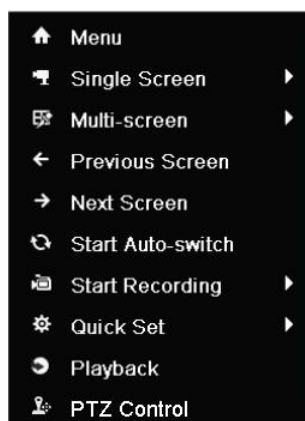 Menu
Single Screen
Multi-screen
Previous Screen
Next Screen
Start Auto-switch
Start Recording
Quick Set
Playback
PTZ Control